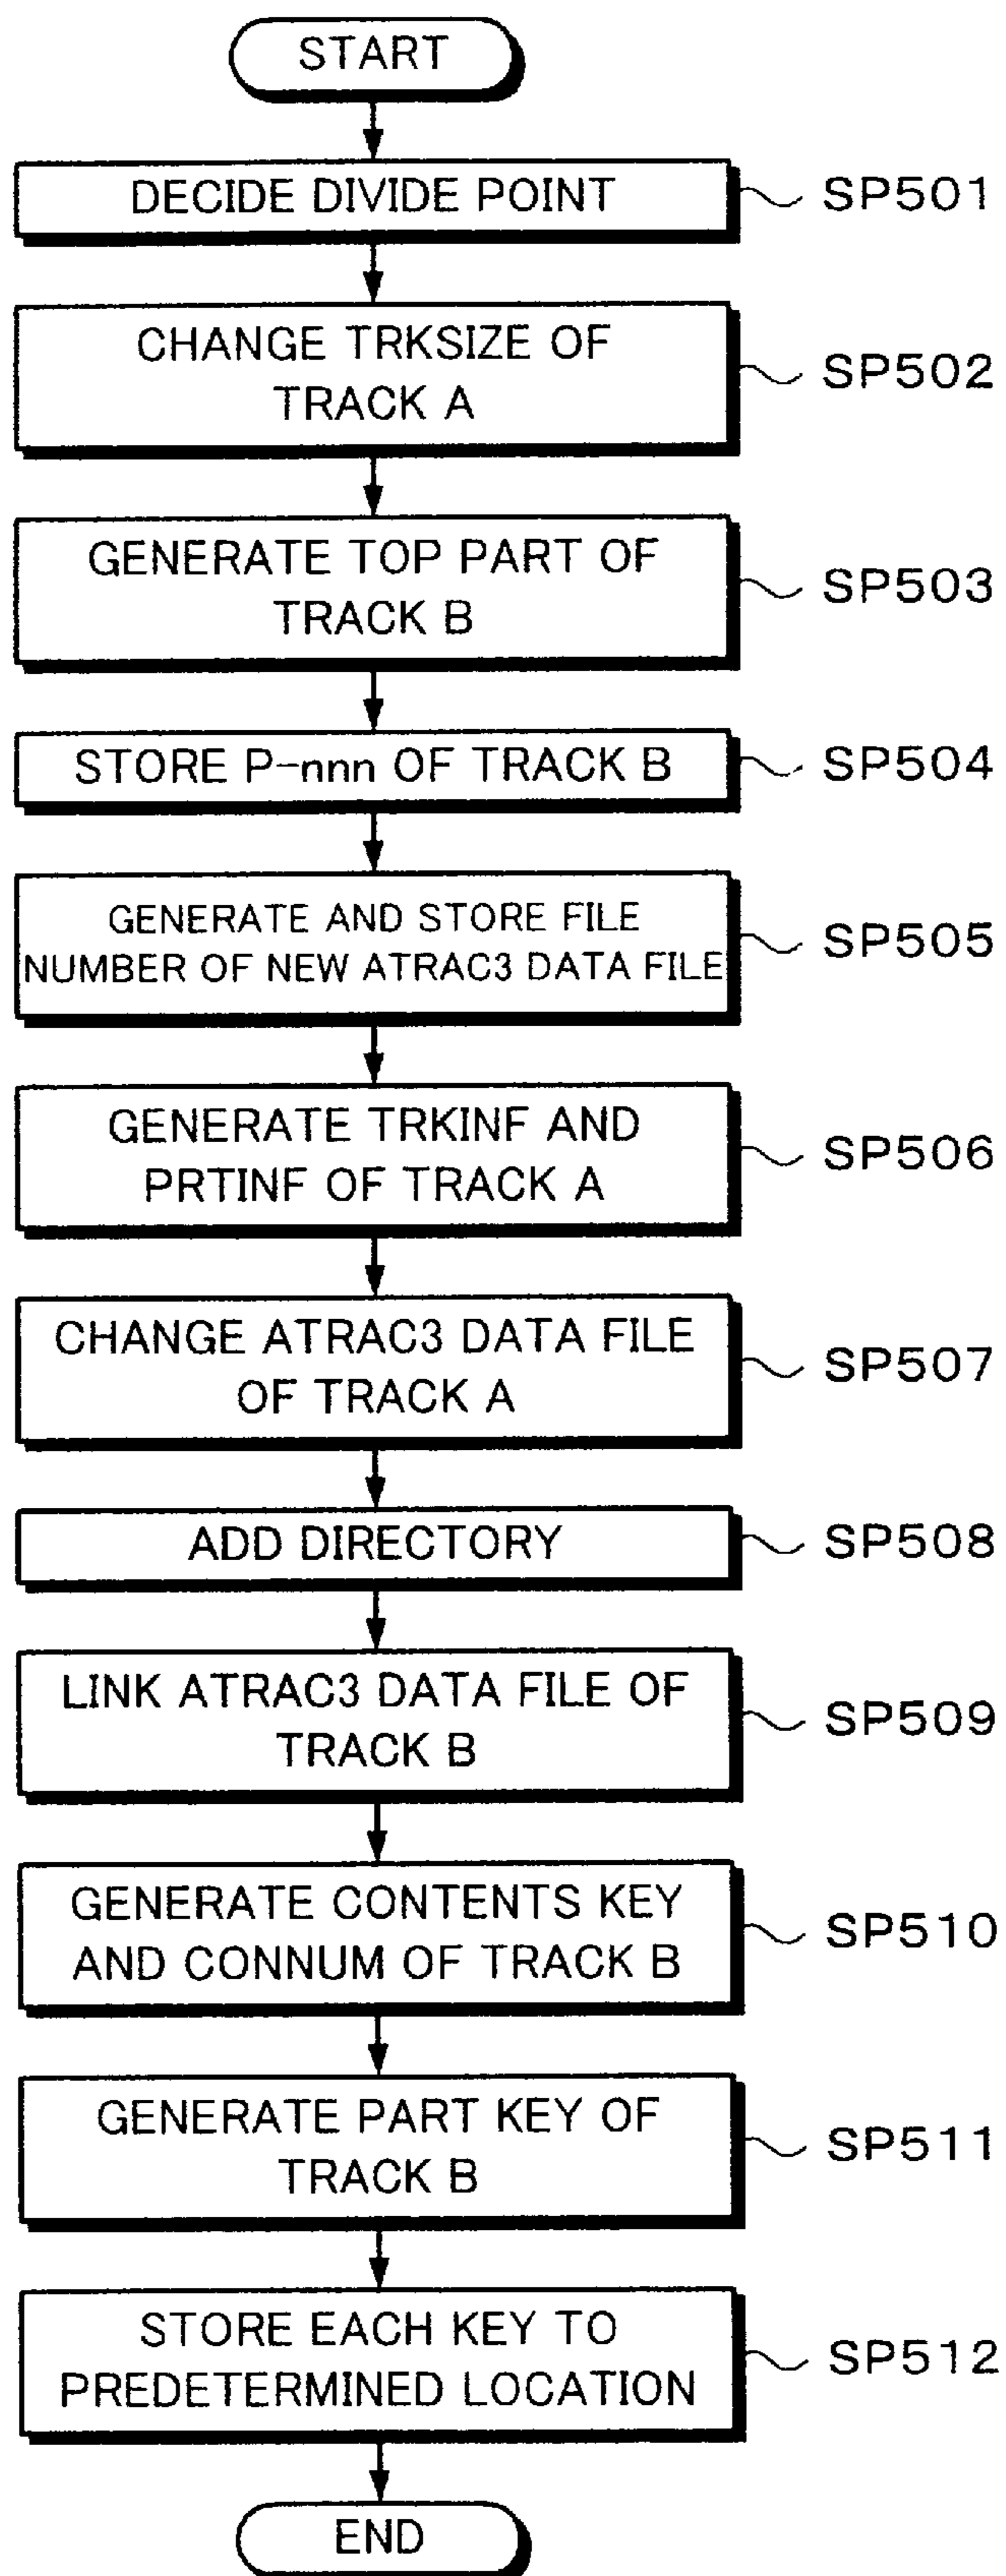 START
DECIDE DIVIDE POINT
SP501
CHANGE TRKSIZE OF
TRACK A
SP502
GENERATE TOP PART OF
TRACK B
SP503
STORE P-nnn OF TRACK B
SP504
GENERATE AND STORE FILE
NUMBER OF NEW ATRAC3 DATA FILE
SP505
GENERATE TRKINF AND
PRTINF OF TRACK A
SP506
CHANGE ATRAC3 DATA FILE
OF TRACK A
SP507
ADD DIRECTORY
SP508
LINK ATRAC3 DATA FILE OF
TRACK B
SP509
GENERATE CONTENTS KEY
AND CONNUM OF TRACK B
SP510
GENERATE PART KEY OF
TRACK B
SP511
STORE EACH KEY TO
PREDETERMINED LOCATION
SP512
END